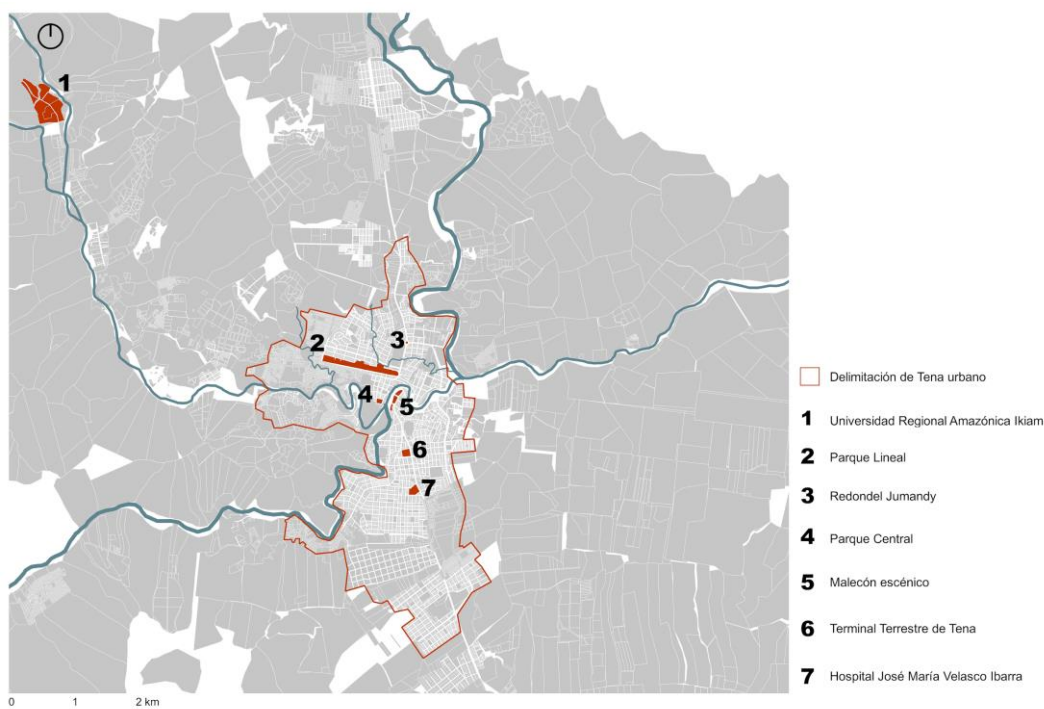 1
2
3
4
5
6
7
Delimitación de Tena urbano
1 Universidad Regional Amazónica Ikiam
2 Parque Lineal
3 Redondel Jumandy
4 Parque Central
5 Malecón escénico
6 Terminal Terrestre de Tena
7 Hospital José María Velasco Ibarra
0 1 2 km